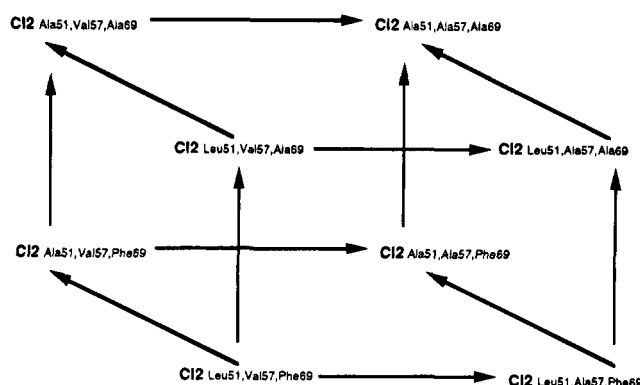 CI2 Ala51,Val57,Ala69 CI2 Ala51,Ala57,Ala69
CI2 Leu51,Val57,Ala69 CI2 Leu51,Ala57,Ala69
CI2 Ala51,Val57,Phe69 CI2 Ala51,Ala57,Phe69
CI2 Leu51,Val57,Phe69 CI2 Leu51,Ala57,Phe69